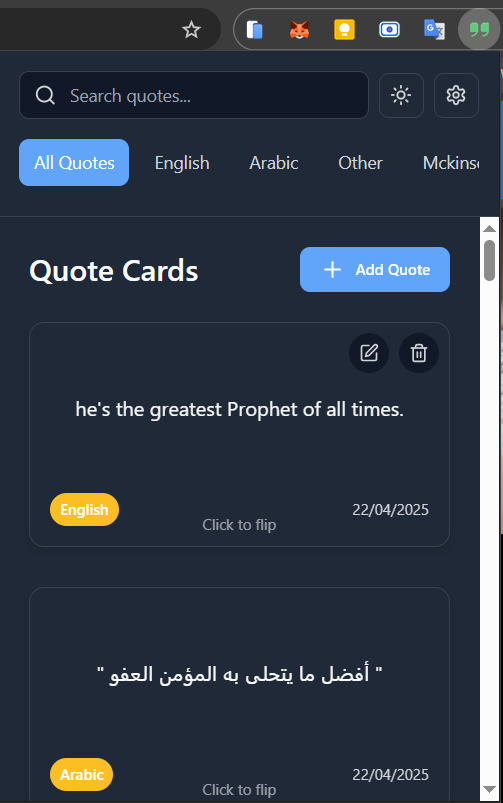 Search quotes...
All Quotes English Arabic Other Mckins
Quote Cards
Add Quote
he's the greatest Prophet of all times.
English
22/04/2025
Click to flip
" أفضل ما يتحلى به المؤمن العفو "
Arabic
22/04/2025
Click to flip